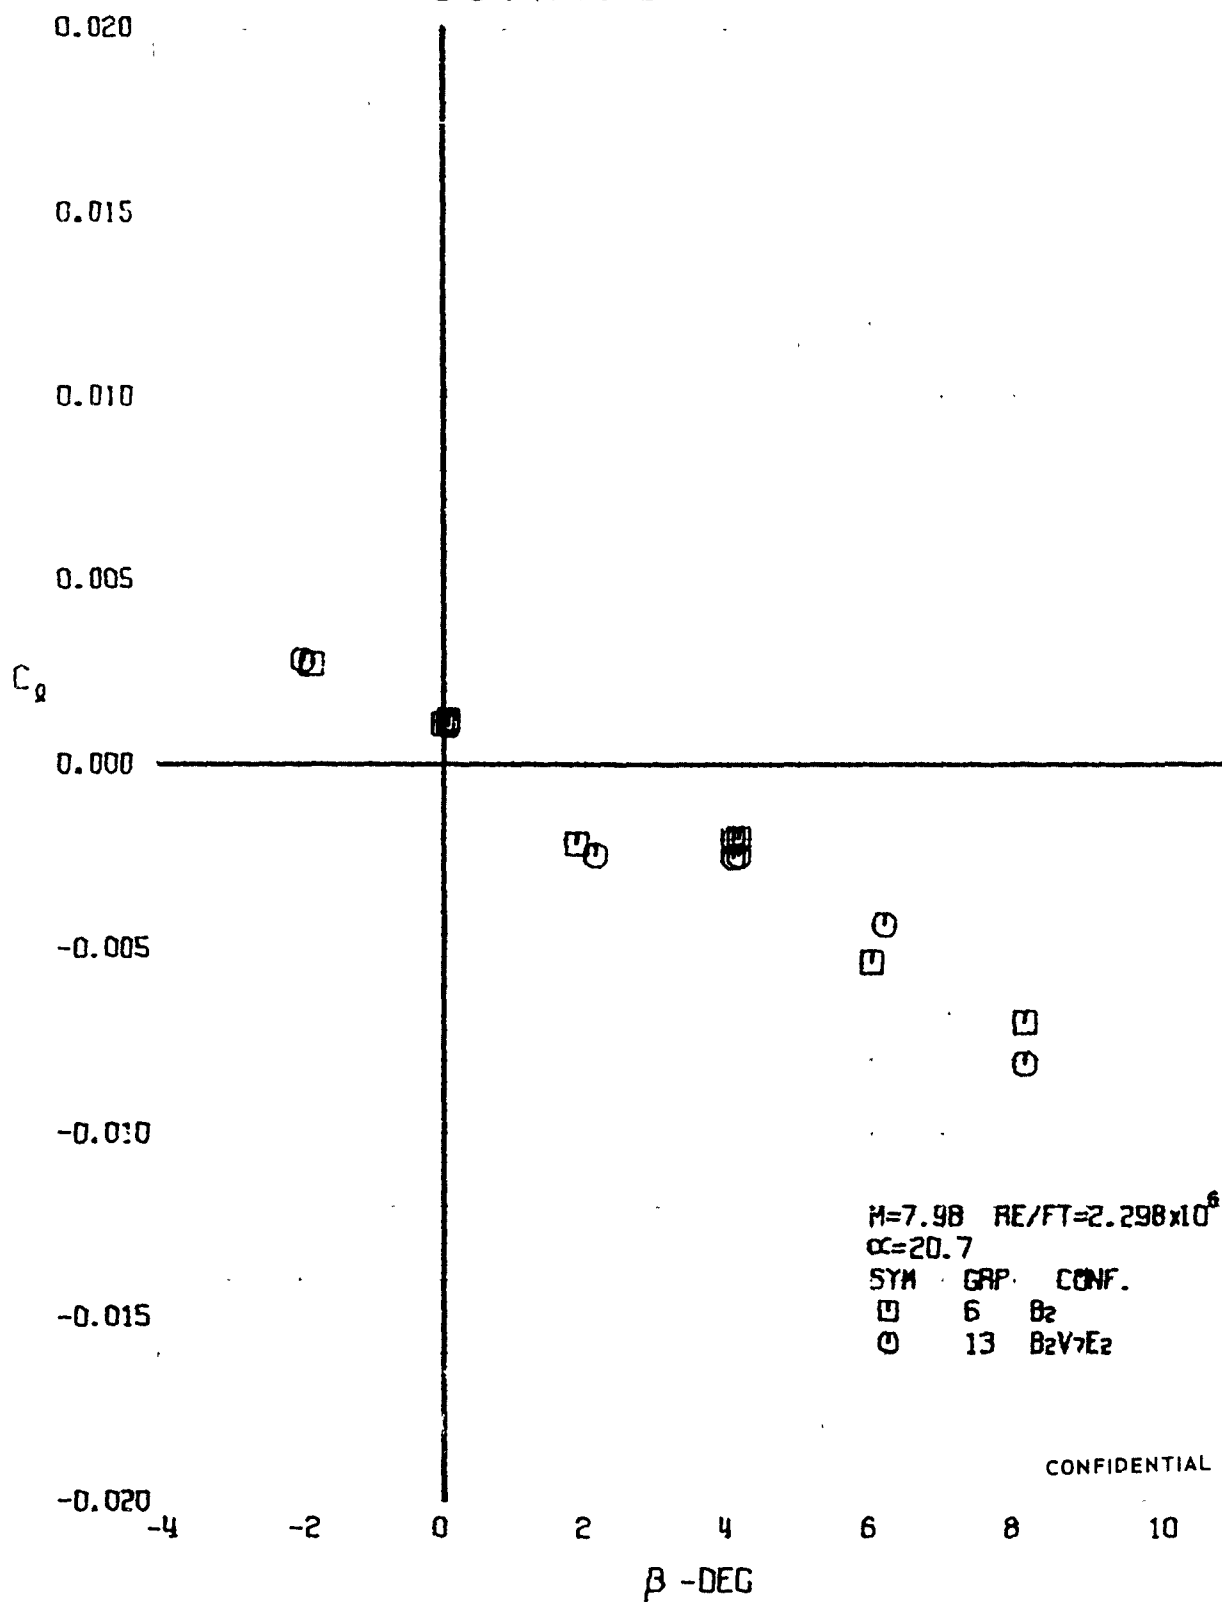 0.020
0.015
0.010
0.005
C_ℓ
0.000
-0.005
-0.010
-0.015
-0.020
-4 -2 0 2 4 6 8 10
β -DEG
M=7.98 RE/FT=2.298x10⁶
α=20.7
SYM GRP CONF.
6 B₂
13 B₂V₇E₂
CONFIDENTIAL